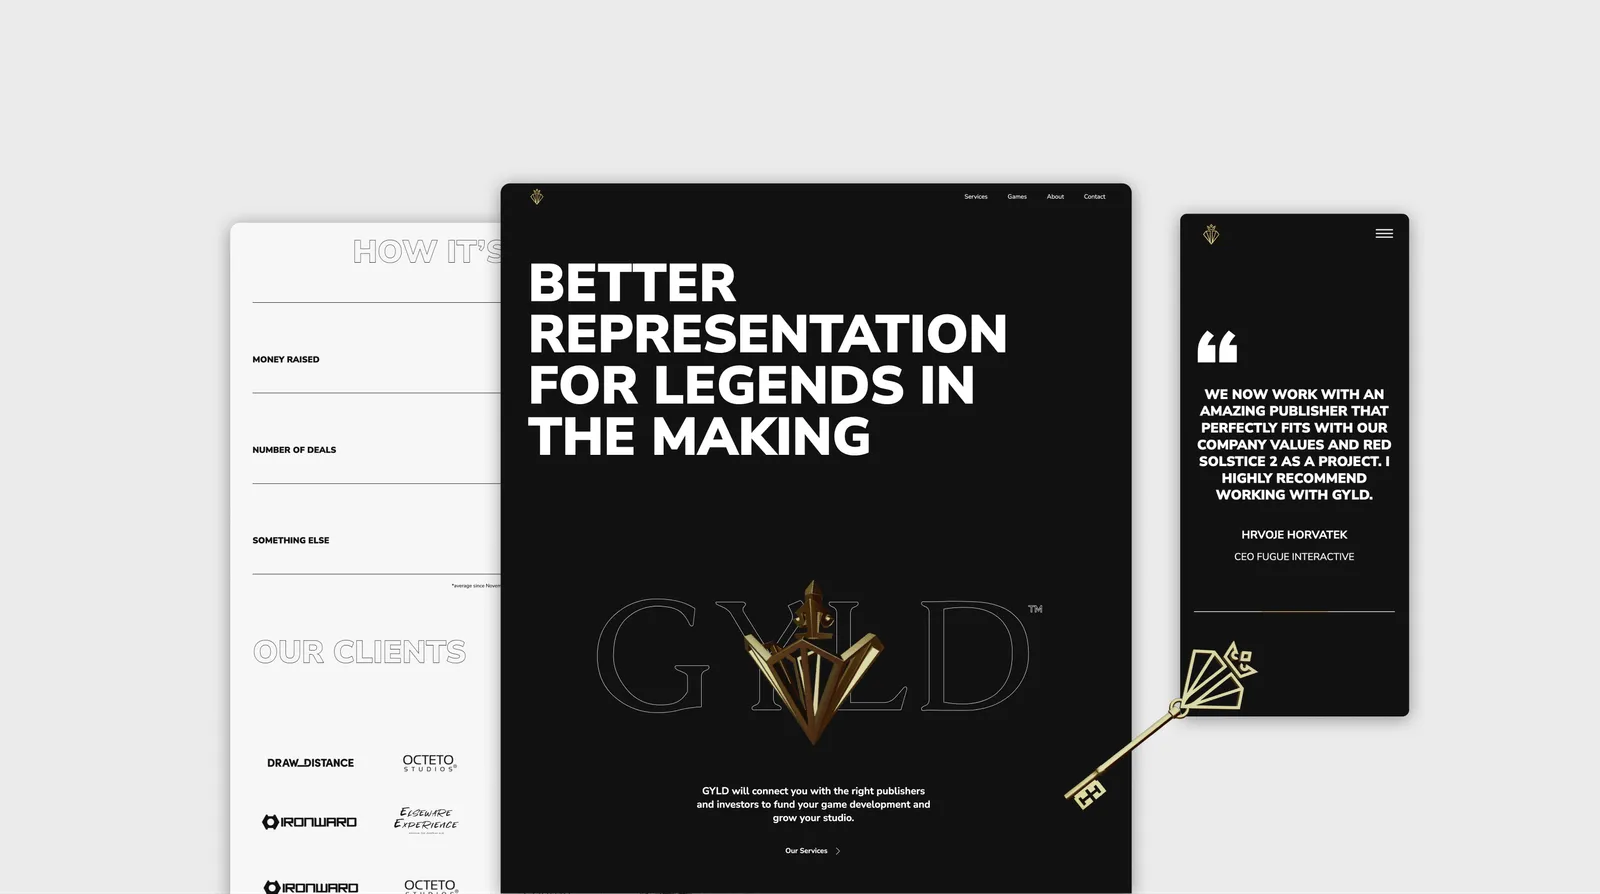 HOW IT'S
MONEY RAISED
NUMBER OF DEALS
SOMETHING ELSE
*average since Novem
OUR CLIENTS
DRAW_DISTANCE
OCTETO
STUDIOS®
IRONWARD
ELSEWARE
EXPERIENCE
IRONWARD
OCTETO
Services
Games
About
Contact
BETTER
REPRESENTATION
FOR LEGENDS IN
THE MAKING
GYLD™
GYLD will connect you with the right publishers
and investors to fund your game development and
grow your studio.
Our Services
“
WE NOW WORK WITH AN
AMAZING PUBLISHER THAT
PERFECTLY FITS WITH OUR
COMPANY VALUES AND RED
SOLSTICE 2 AS A PROJECT. I
HIGHLY RECOMMEND
WORKING WITH GYLD.
HRVOJE HORVATEK
CEO FUGUE INTERACTIVE